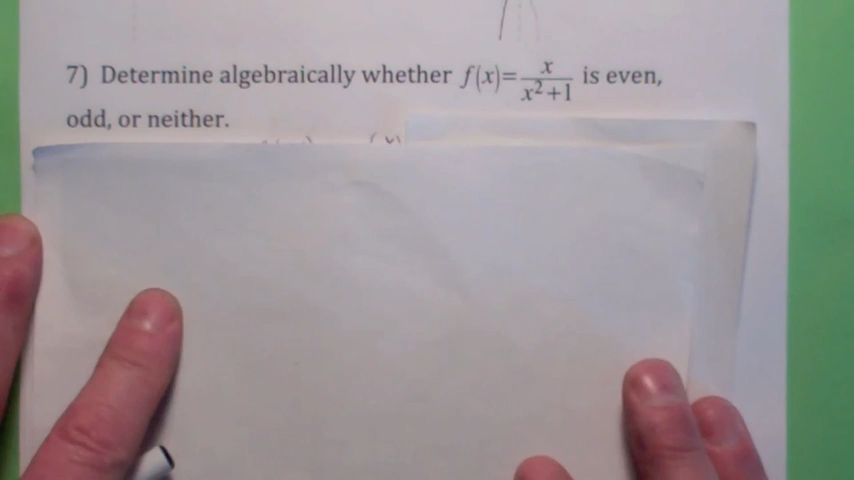 7) Determine algebraically whether f(x)=x/(x²+1) is even,
odd, or neither.